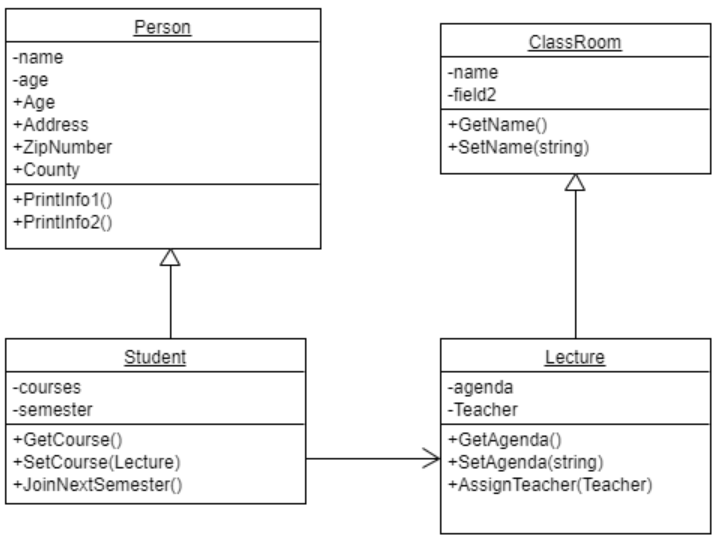 Person
-name
-age
+Age
+Address
+ZipNumber
+County
+PrintInfo1()
+PrintInfo2()
ClassRoom
-name
-field2
+GetName()
+SetName(string)
Student
-courses
-semester
+GetCourse()
+SetCourse(Lecture)
+JoinNextSemester()
Lecture
-agenda
-Teacher
+GetAgenda()
+SetAgenda(string)
+AssignTeacher(Teacher)